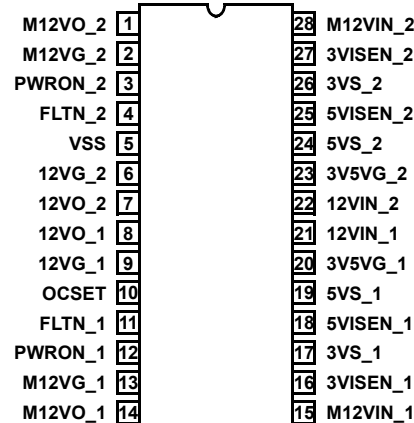 M12VO_2 1 28 M12VIN_2
M12VG_2 2 27 3VISEN_2
PWRON_2 3 26 3VS_2
FLTN_2 4 25 5VISEN_2
VSS 5 24 5VS_2
12VG_2 6 23 3V5VG_2
12VO_2 7 22 12VIN_2
12VO_1 8 21 12VIN_1
12VG_1 9 20 3V5VG_1
OCSET 10 19 5VS_1
FLTN_1 11 18 5VISEN_1
PWRON_1 12 17 3VS_1
M12VG_1 13 16 3VISEN_1
M12VO_1 14 15 M12VIN_1